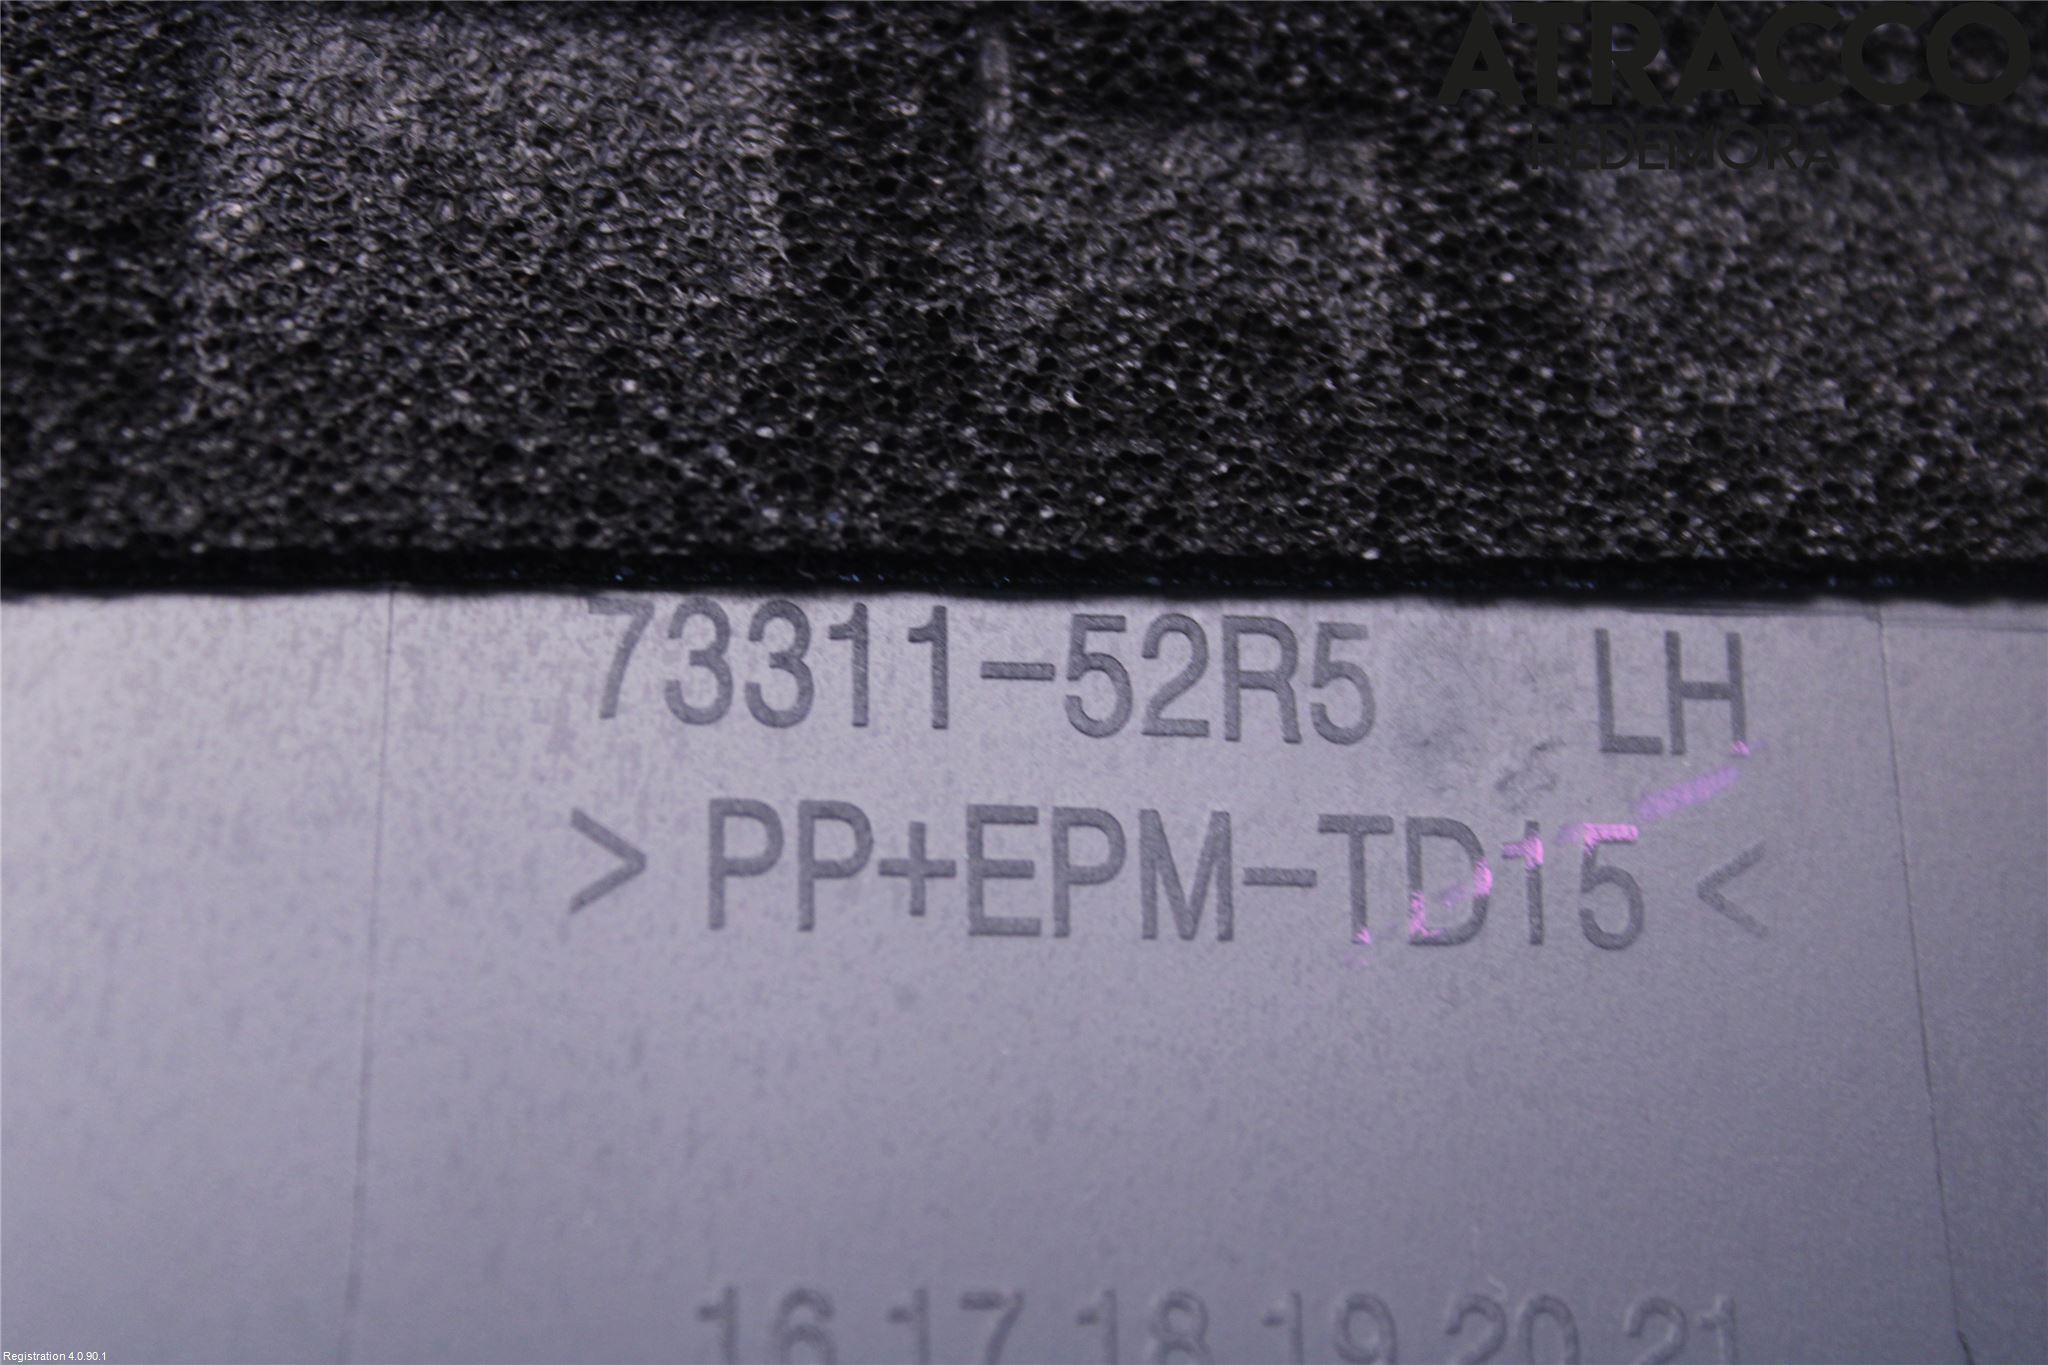 ATRACCO
HEDEMORA
73311-52R5 LH
>PP+EPM-TD15<
16 17 18 19 20 21
Registration 4.0.90.1